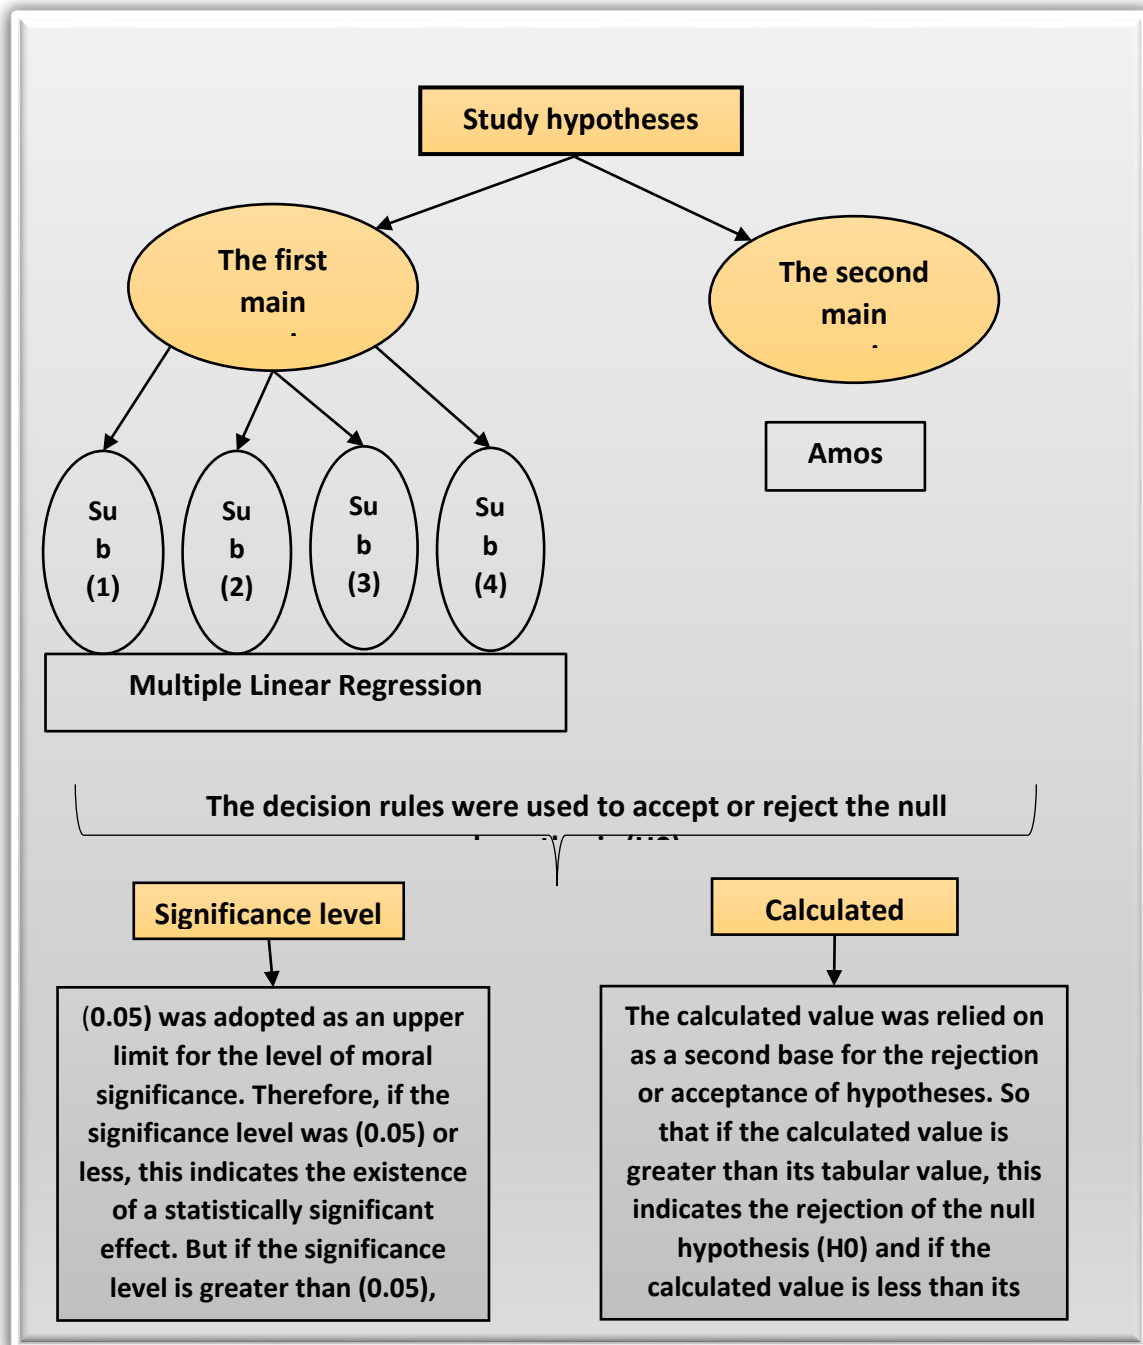 Study hypotheses
The first
main
The second
main
Amos
Su
b
(1)
Su
b
(2)
Su
b
(3)
Su
b
(4)
Multiple Linear Regression
The decision rules were used to accept or reject the null
Significance level
Calculated
(0.05) was adopted as an upper
limit for the level of moral
significance. Therefore, if the
significance level was (0.05) or
less, this indicates the existence
of a statistically significant
effect. But if the significance
level is greater than (0.05),
The calculated value was relied on
as a second base for the rejection
or acceptance of hypotheses. So
that if the calculated value is
greater than its tabular value, this
indicates the rejection of the null
hypothesis (H0) and if the
calculated value is less than its